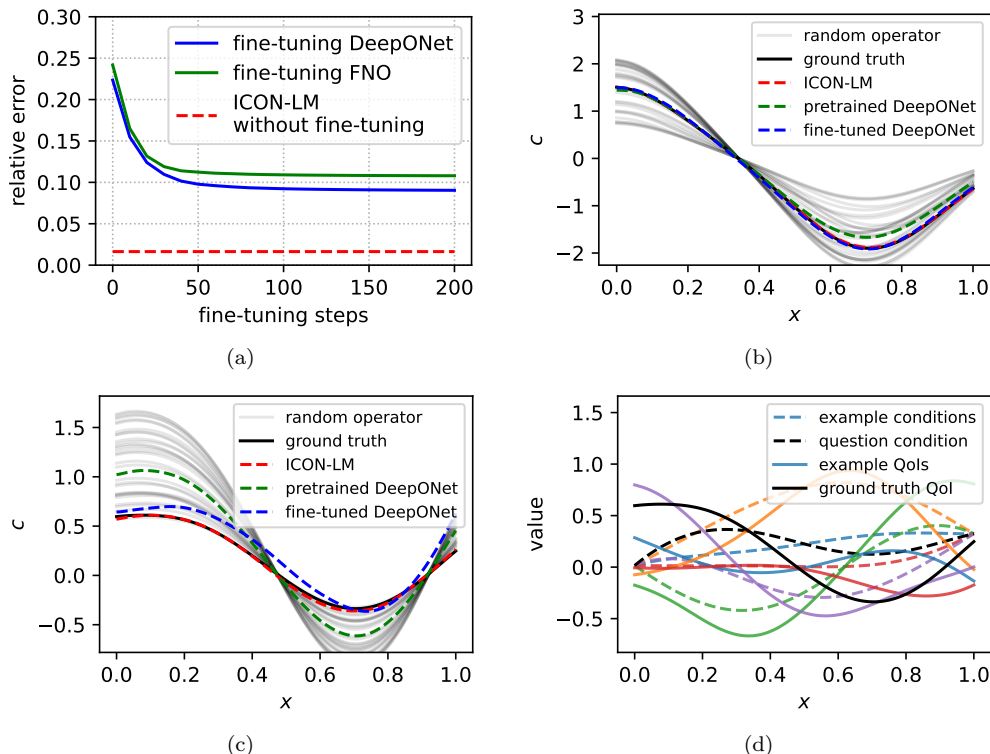 0.30
0.25
0.20
0.15
0.10
0.05
0.00
relative error
fine-tuning DeepONet
fine-tuning FNO
ICON-LM
without fine-tuning
0 50 100 150 200
fine-tuning steps
(a)
3
2
1
0
−1
−2
c
random operator
ground truth
ICON-LM
pretrained DeepONet
fine-tuned DeepONet
0.0 0.2 0.4 0.6 0.8 1.0
x
(b)
1.5
1.0
0.5
0.0
−0.5
c
random operator
ground truth
ICON-LM
pretrained DeepONet
fine-tuned DeepONet
0.0 0.2 0.4 0.6 0.8 1.0
x
(c)
1.5
1.0
0.5
0.0
−0.5
value
example conditions
question condition
example QoIs
ground truth QoI
0.0 0.2 0.4 0.6 0.8 1.0
x
(d)